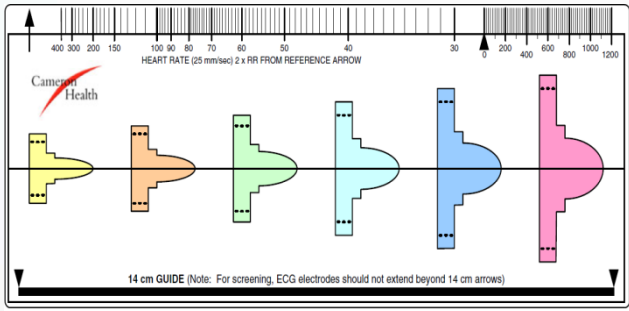 400 300 200 150 100 90 80 70 60 50 40 30 0 200 400 600 800 1000 1200
HEART RATE (25 mm/sec) 2 x RR FROM REFERENCE ARROW
Cameron
Health
14 cm GUIDE (Note: For screening, ECG electrodes should not extend beyond 14 cm arrows)